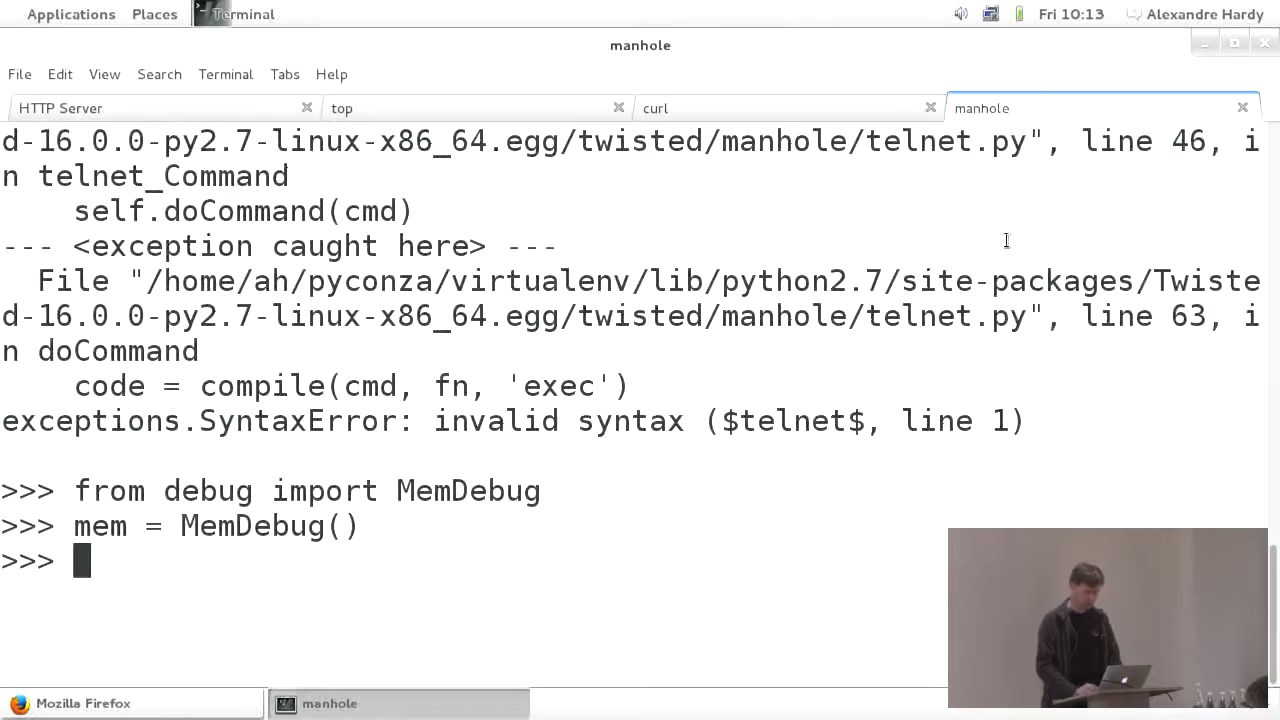 Applications Places Terminal Fri 10:13 Alexandre Hardy
manhole
File Edit View Search Terminal Tabs Help
HTTP Server top curl manhole
d-16.0.0-py2.7-linux-x86_64.egg/twisted/manhole/telnet.py", line 46, i
n telnet_Command
self.doCommand(cmd)
--- <exception caught here> ---
File "/home/ah/pyconza/virtualenv/lib/python2.7/site-packages/Twiste
d-16.0.0-py2.7-linux-x86_64.egg/twisted/manhole/telnet.py", line 63, i
n doCommand
code = compile(cmd, fn, 'exec')
exceptions.SyntaxError: invalid syntax ($telnet$, line 1)
>>> from debug import MemDebug
>>> mem = MemDebug()
>>>
Mozilla Firefox manhole